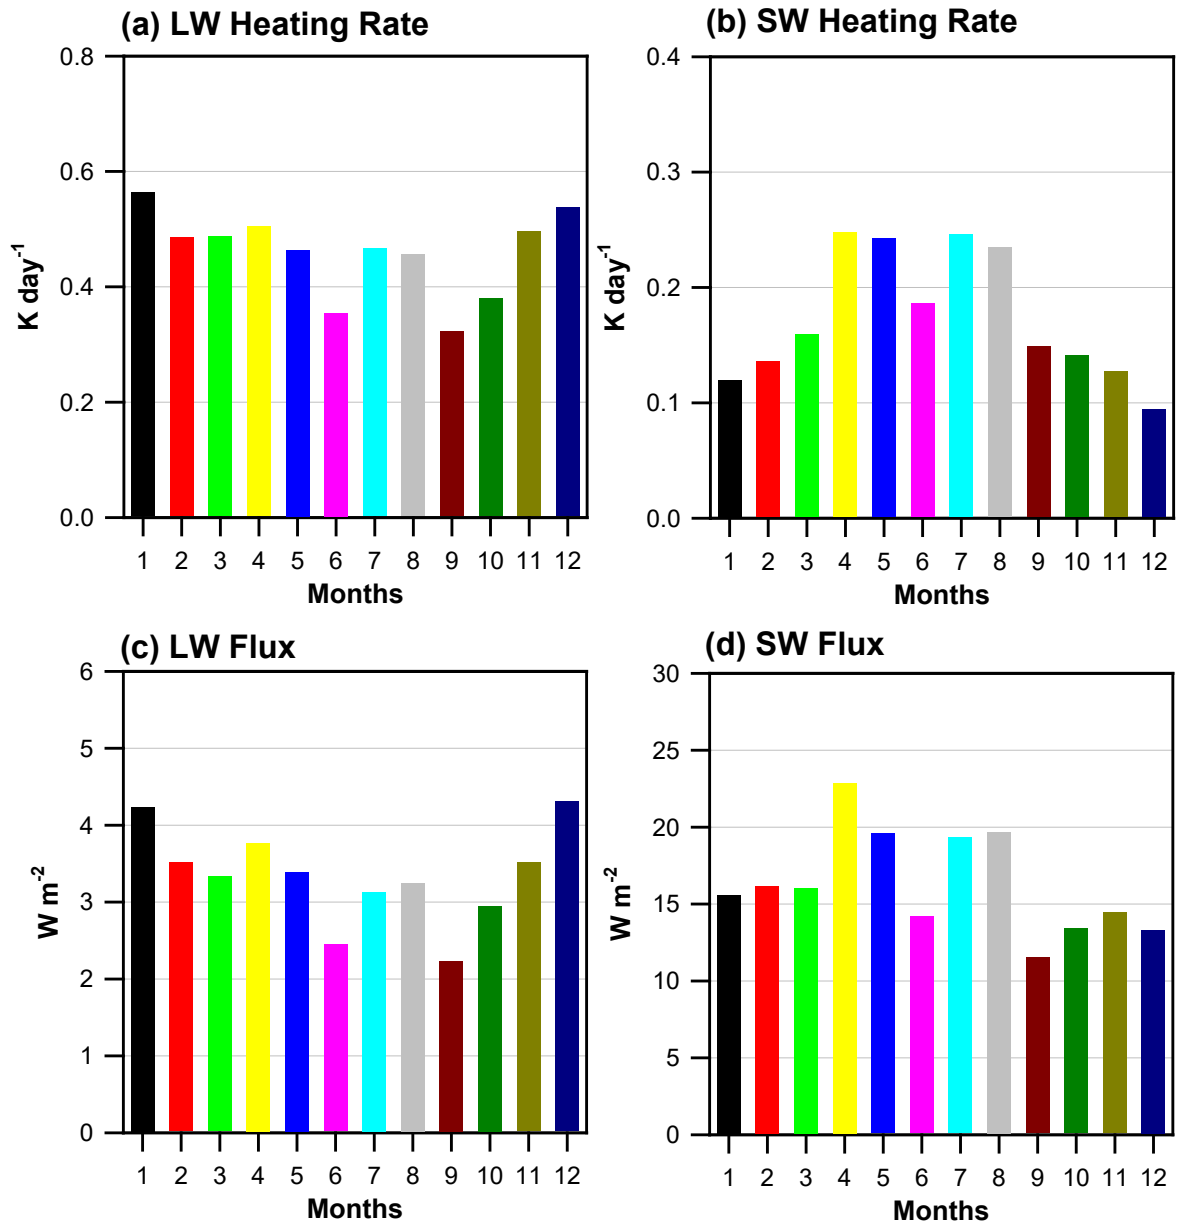 (a) LW Heating Rate
0.8
0.6
0.4
0.2
0.0
K day-1
1 2 3 4 5 6 7 8 9 10 11 12
Months
(b) SW Heating Rate
0.4
0.3
0.2
0.1
0.0
K day-1
1 2 3 4 5 6 7 8 9 10 11 12
Months
(c) LW Flux
6
5
4
3
2
1
0
W m-2
1 2 3 4 5 6 7 8 9 10 11 12
Months
(d) SW Flux
30
25
20
15
10
5
0
W m-2
1 2 3 4 5 6 7 8 9 10 11 12
Months